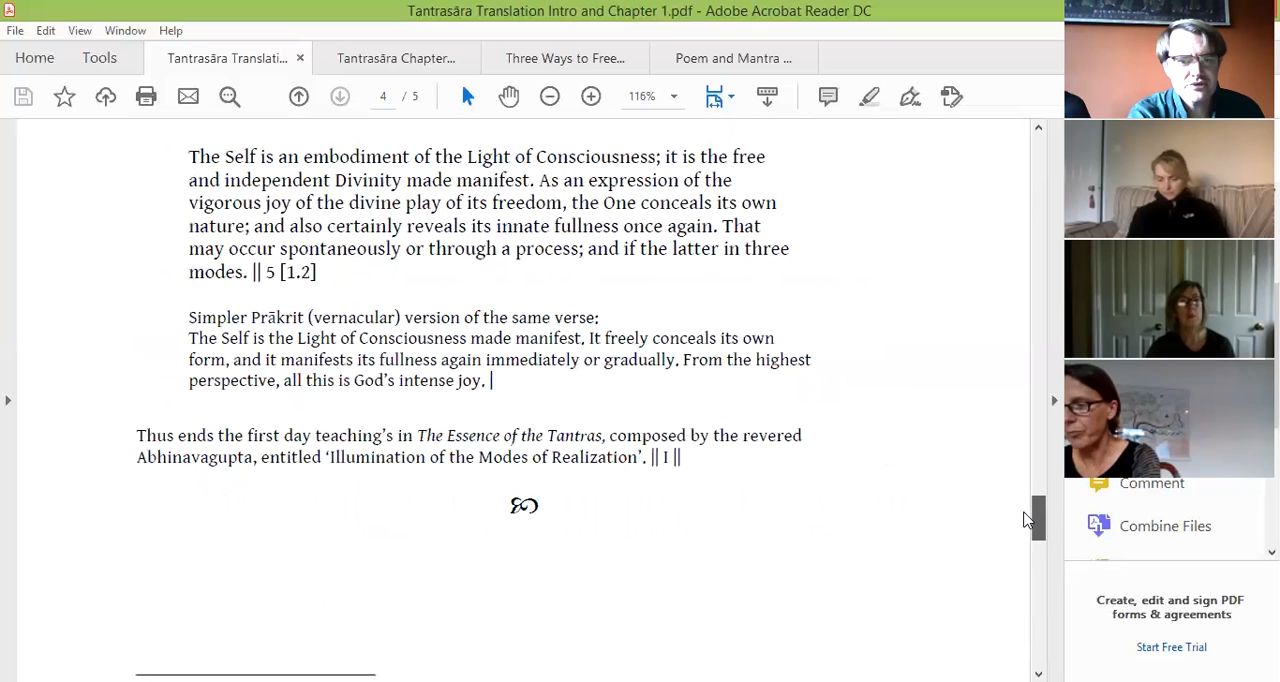 Tantrasāra Translation Intro and Chapter 1.pdf - Adobe Acrobat Reader DC
File Edit View Window Help
Home Tools Tantrasāra Translati... × Tantrasāra Chapter... Three Ways to Free... Poem and Mantra ...
4 / 5 116%
The Self is an embodiment of the Light of Consciousness; it is the free
and independent Divinity made manifest. As an expression of the
vigorous joy of the divine play of its freedom, the One conceals its own
nature; and also certainly reveals its innate fullness once again. That
may occur spontaneously or through a process; and if the latter in three
modes. || 5 [1.2]
Simpler Prākrit (vernacular) version of the same verse:
The Self is the Light of Consciousness made manifest. It freely conceals its own
form, and it manifests its fullness again immediately or gradually. From the highest
perspective, all this is God's intense joy. |
Thus ends the first day teaching's in The Essence of the Tantras, composed by the revered
Abhinavagupta, entitled 'Illumination of the Modes of Realization'. || I ||
Comment
Combine Files
Create, edit and sign PDF
forms & agreements
Start Free Trial